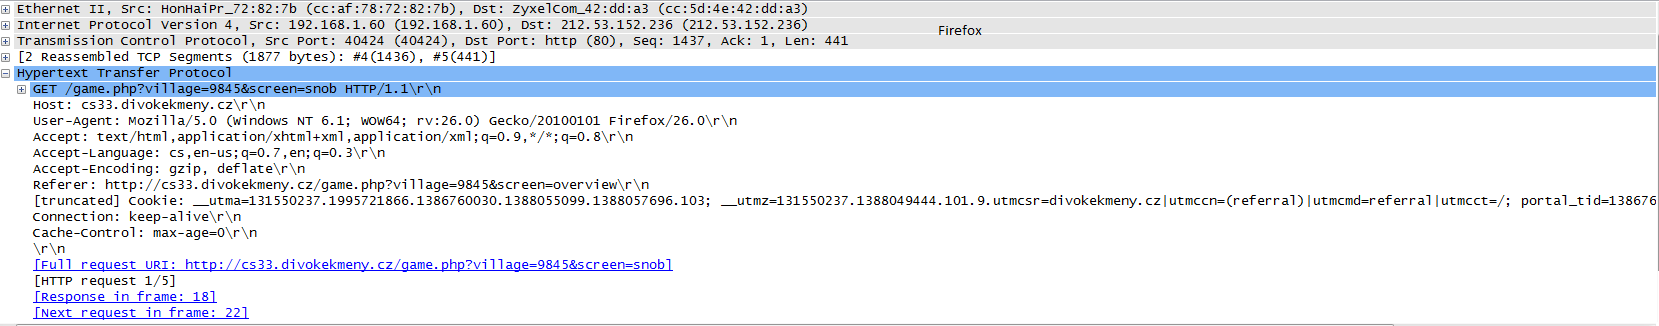 Ethernet II, Src: HonHaiPr_72:82:7b (cc:af:78:72:82:7b), Dst: ZyxelCom_42:dd:a3 (cc:5d:4e:42:dd:a3)
Internet Protocol Version 4, Src: 192.168.1.60 (192.168.1.60), Dst: 212.53.152.236 (212.53.152.236)
Firefox
Transmission Control Protocol, Src Port: 40424 (40424), Dst Port: http (80), Seq: 1437, Ack: 1, Len: 441
[2 Reassembled TCP Segments (1877 bytes): #4(1436), #5(441)]
Hypertext Transfer Protocol
GET /game.php?village=9845&screen=snob HTTP/1.1\r\n
Host: cs33.divokekmeny.cz\r\n
User-Agent: Mozilla/5.0 (Windows NT 6.1; WOW64; rv:26.0) Gecko/20100101 Firefox/26.0\r\n
Accept: text/html,application/xhtml+xml,application/xml;q=0.9,*/*;q=0.8\r\n
Accept-Language: cs,en-us;q=0.7,en;q=0.3\r\n
Accept-Encoding: gzip, deflate\r\n
Referer: http://cs33.divokekmeny.cz/game.php?village=9845&screen=overview\r\n
[truncated] Cookie: __utma=131550237.1995721866.1386760030.1388055099.1388057696.103; __utmz=131550237.1388049444.101.9.utmcsr=divokekmeny.cz|utmccn=(referral)|utmcmd=referral|utmcct=/; portal_tid=138676
Connection: keep-alive\r\n
Cache-Control: max-age=0\r\n
\r\n
[Full request URI: http://cs33.divokekmeny.cz/game.php?village=9845&screen=snob]
[HTTP request 1/5]
[Response in frame: 18]
[Next request in frame: 22]